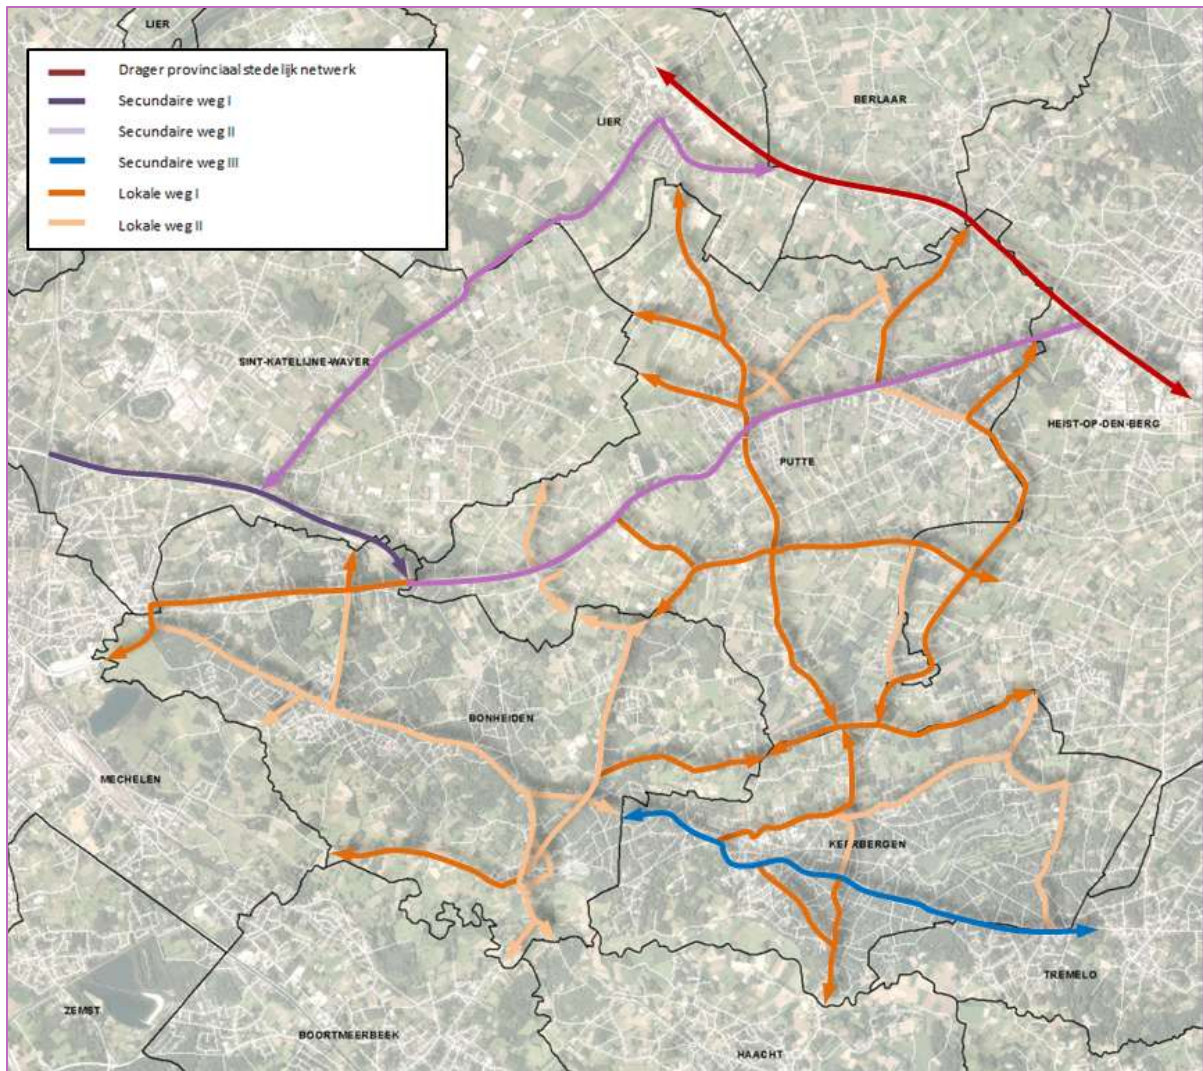 LIER
Drager provinciaal stedelijk netwerk
Secundaire weg I
Secundaire weg II
Secundaire weg III
Lokale weg I
Lokale weg II
BERLAAR
LIER
SINT-KATELIJNE-WAVER
HEIST-OP-DEN-BERG
PUTTE
BONHEIDEN
MECHELEN
KEERBERGEN
TREMELO
ZEMST
BOORTMEERBEEK
HAACHT